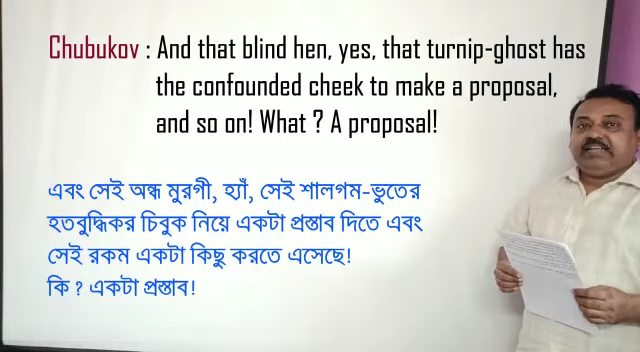 Chubukov : And that blind hen, yes, that turnip-ghost has
the confounded cheek to make a proposal,
and so on! What ? A proposal!
এবং সেই অন্ধ মুরগী, হ্যাঁ, সেই শালগম-ভুতের
হতবুদ্ধিকর চিবুক নিয়ে একটা প্রস্তাব দিতে এবং
সেই রকম একটা কিছু করতে এসেছে!
কি ? একটা প্রস্তাব!